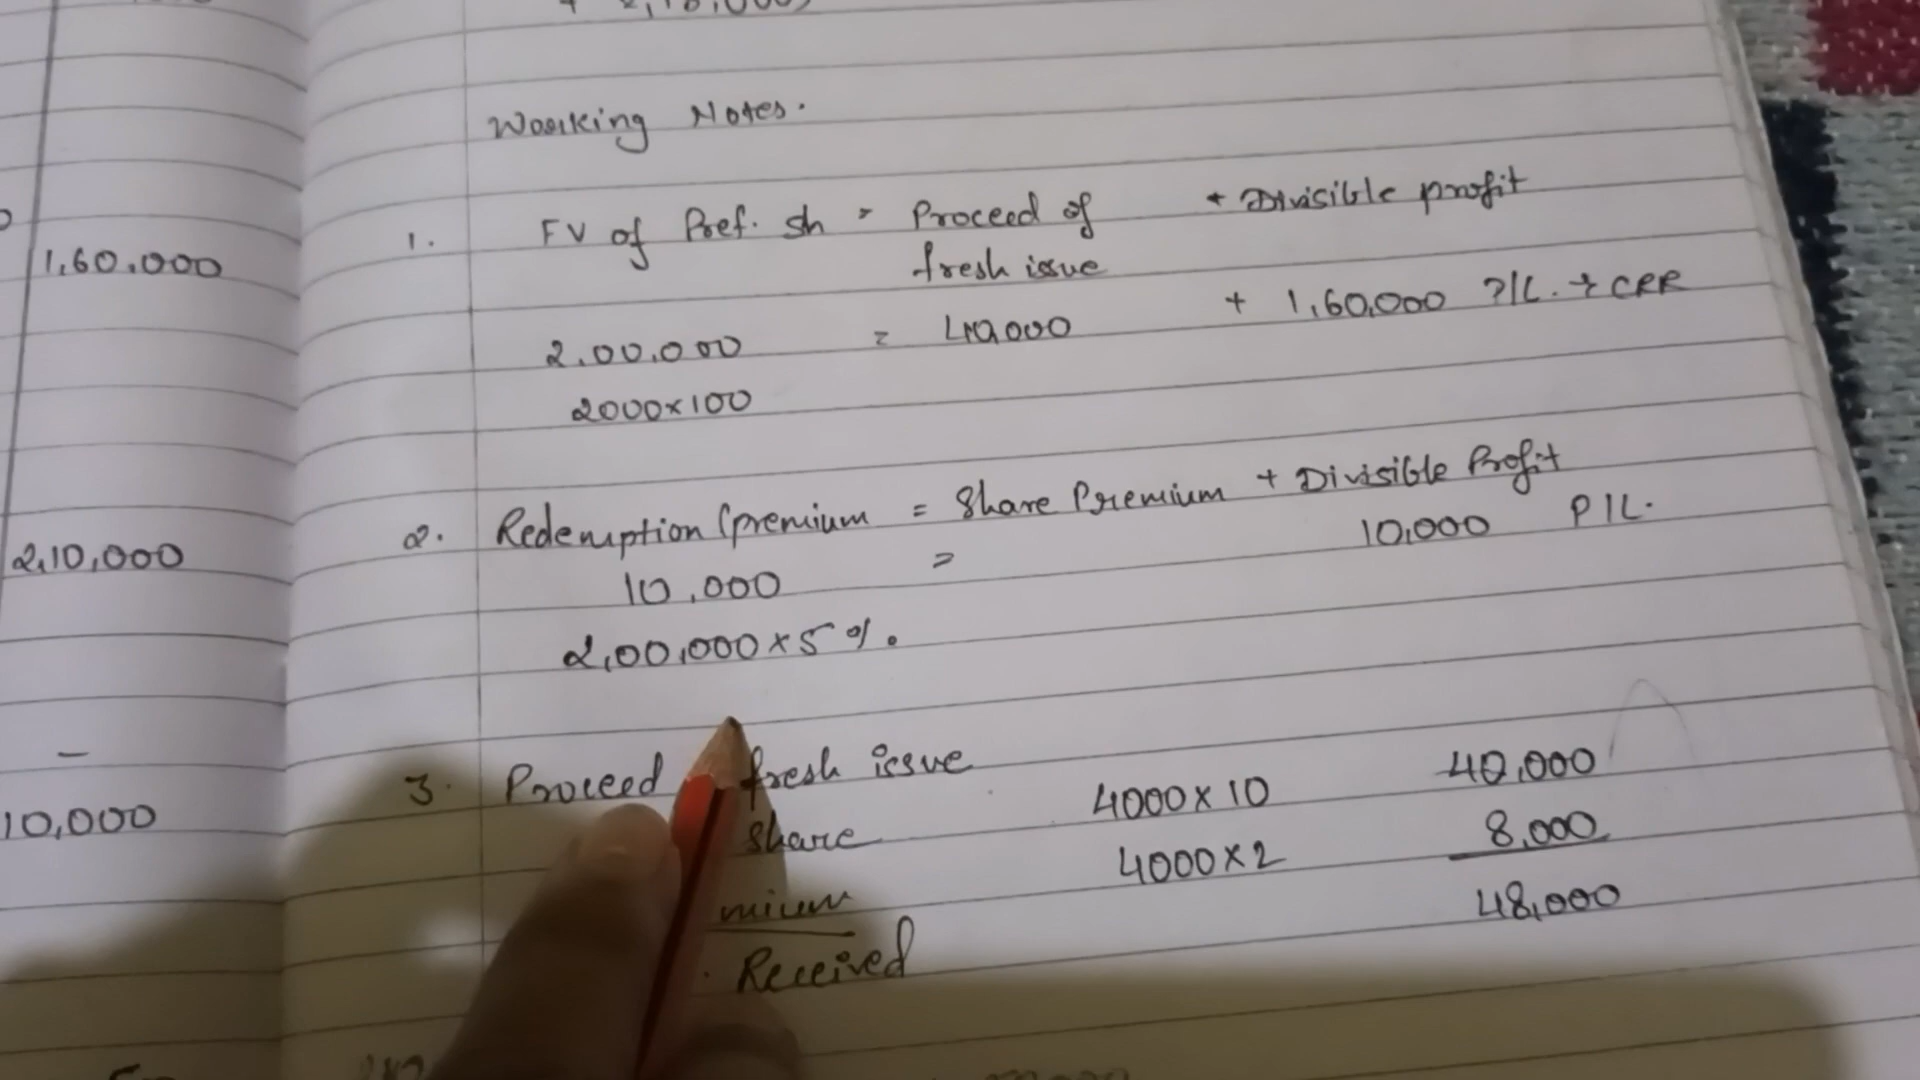 Working Notes.
1. FV of Pref. sh = Proceed of + Divisible profit
fresh issue
2,00,000 = 40,000 + 1,60,000 P/L. → CRR
2000x100
2. Redemption (premium = Share Premium + Divisible Profit
10,000 = 10,000 P/L.
2,00,000 x 5%.
3. Proceed fresh issue
share 4000 x 10 40,000
4000 x 2 8,000
Received 48,000
1,60,000
2,10,000
-
10,000